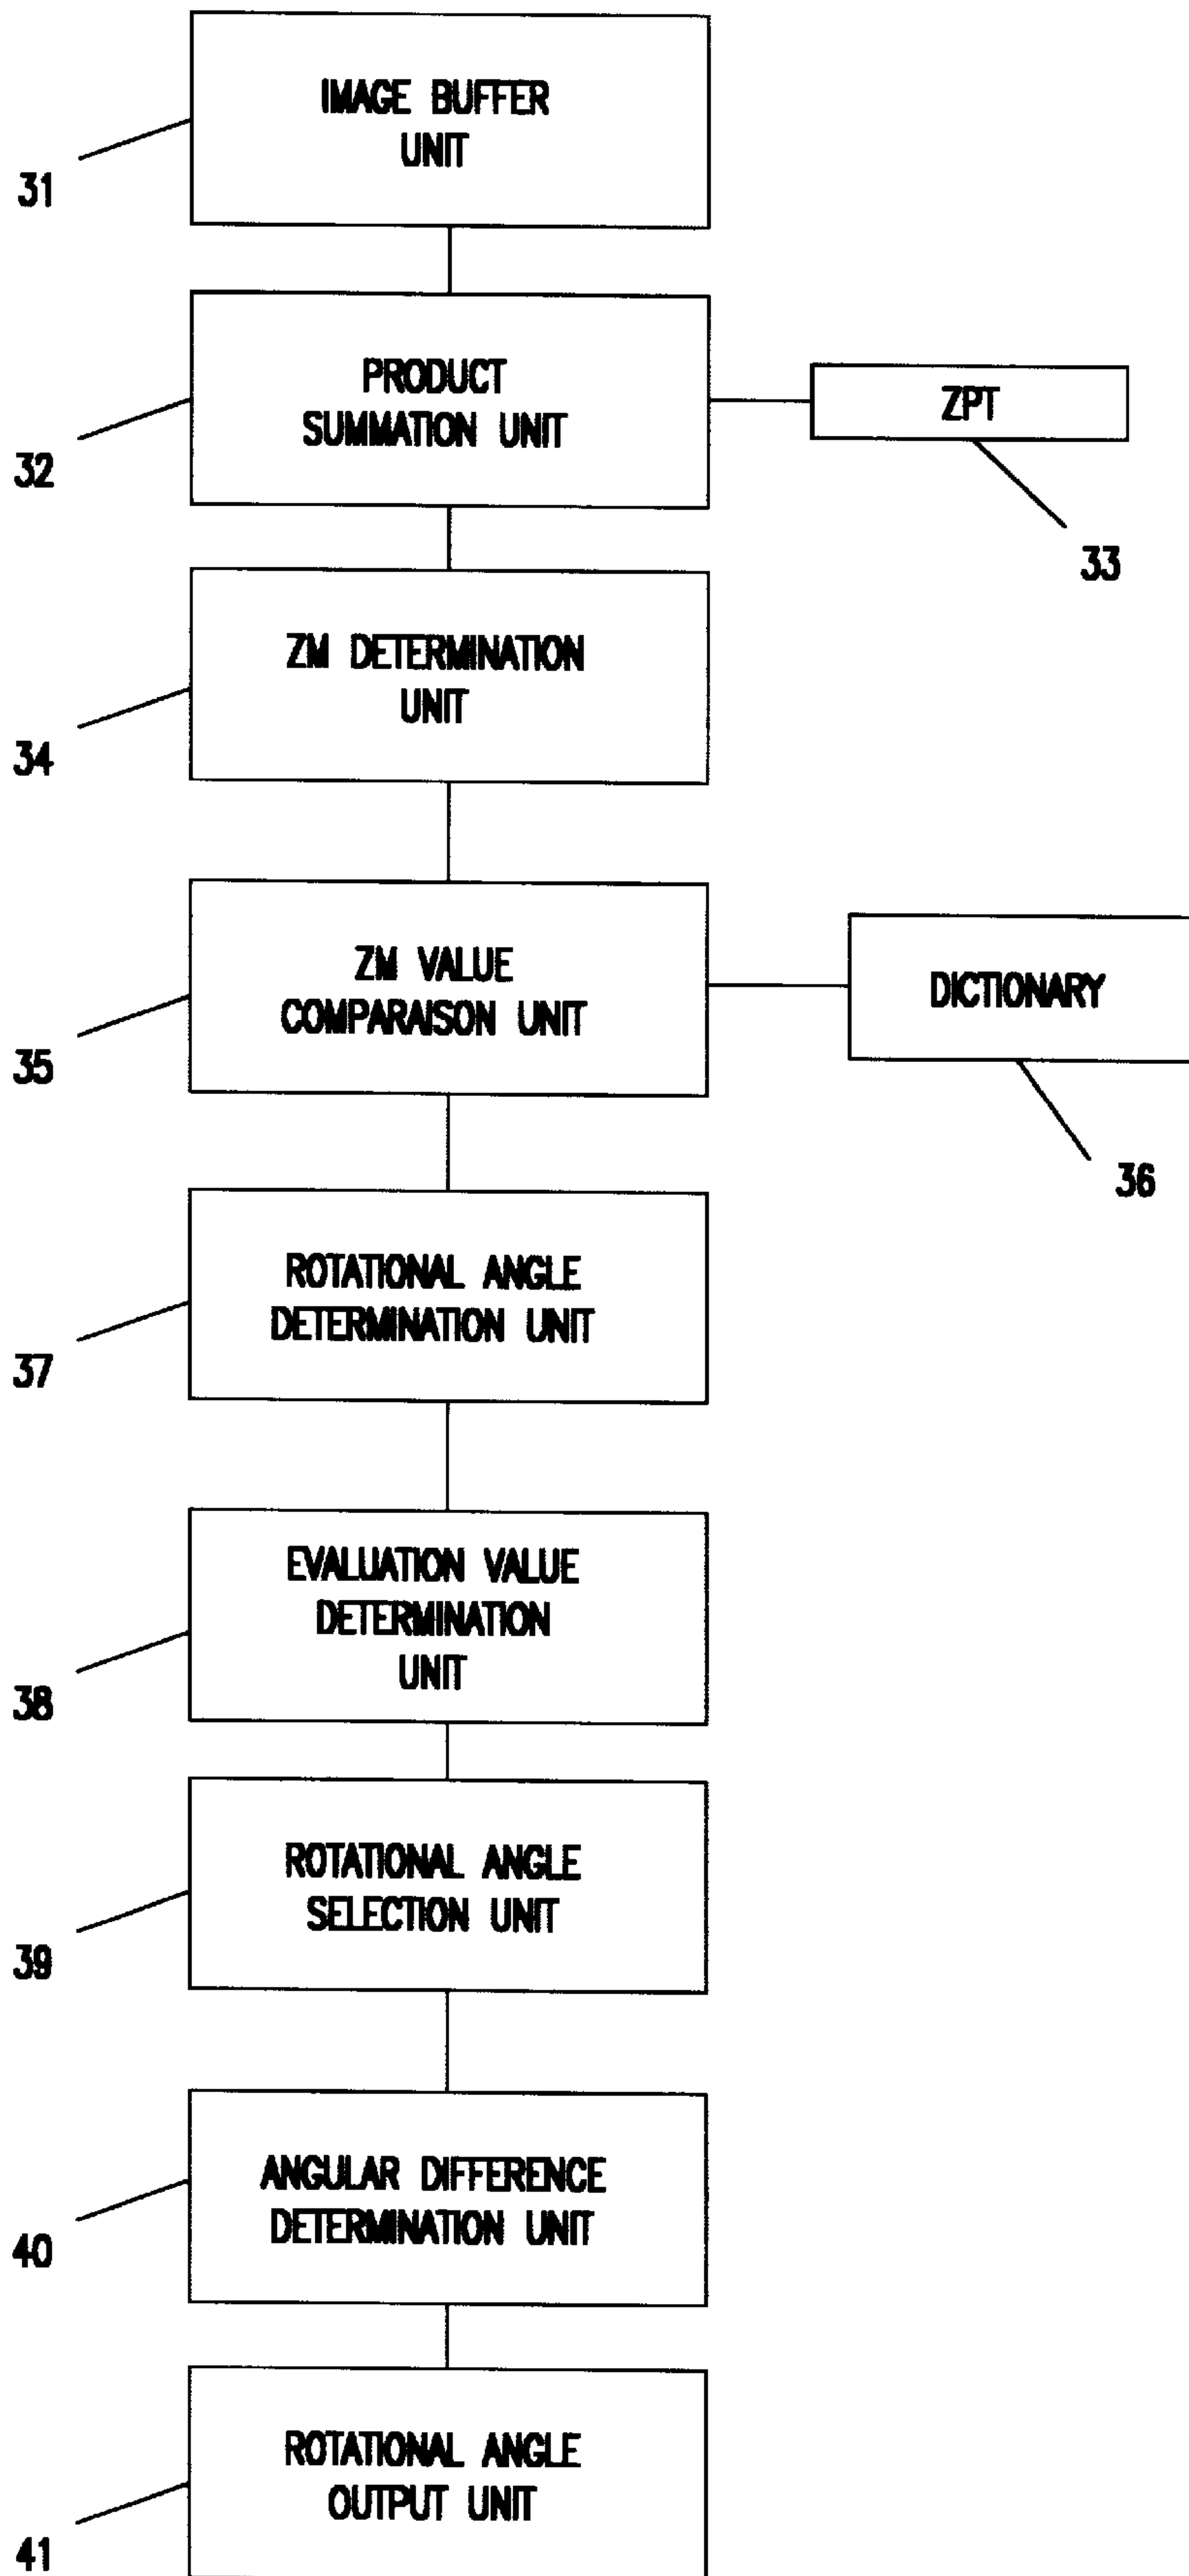 IMAGE BUFFER
UNIT
31
PRODUCT
SUMMATION UNIT
ZPT
32
33
ZM DETERMINATION
UNIT
34
ZM VALUE
COMPARAISON UNIT
DICTIONARY
35
36
ROTATIONAL ANGLE
DETERMINATION UNIT
37
EVALUATION VALUE
DETERMINATION
UNIT
38
ROTATIONAL ANGLE
SELECTION UNIT
39
ANGULAR DIFFERENCE
DETERMINATION UNIT
40
ROTATIONAL ANGLE
OUTPUT UNIT
41